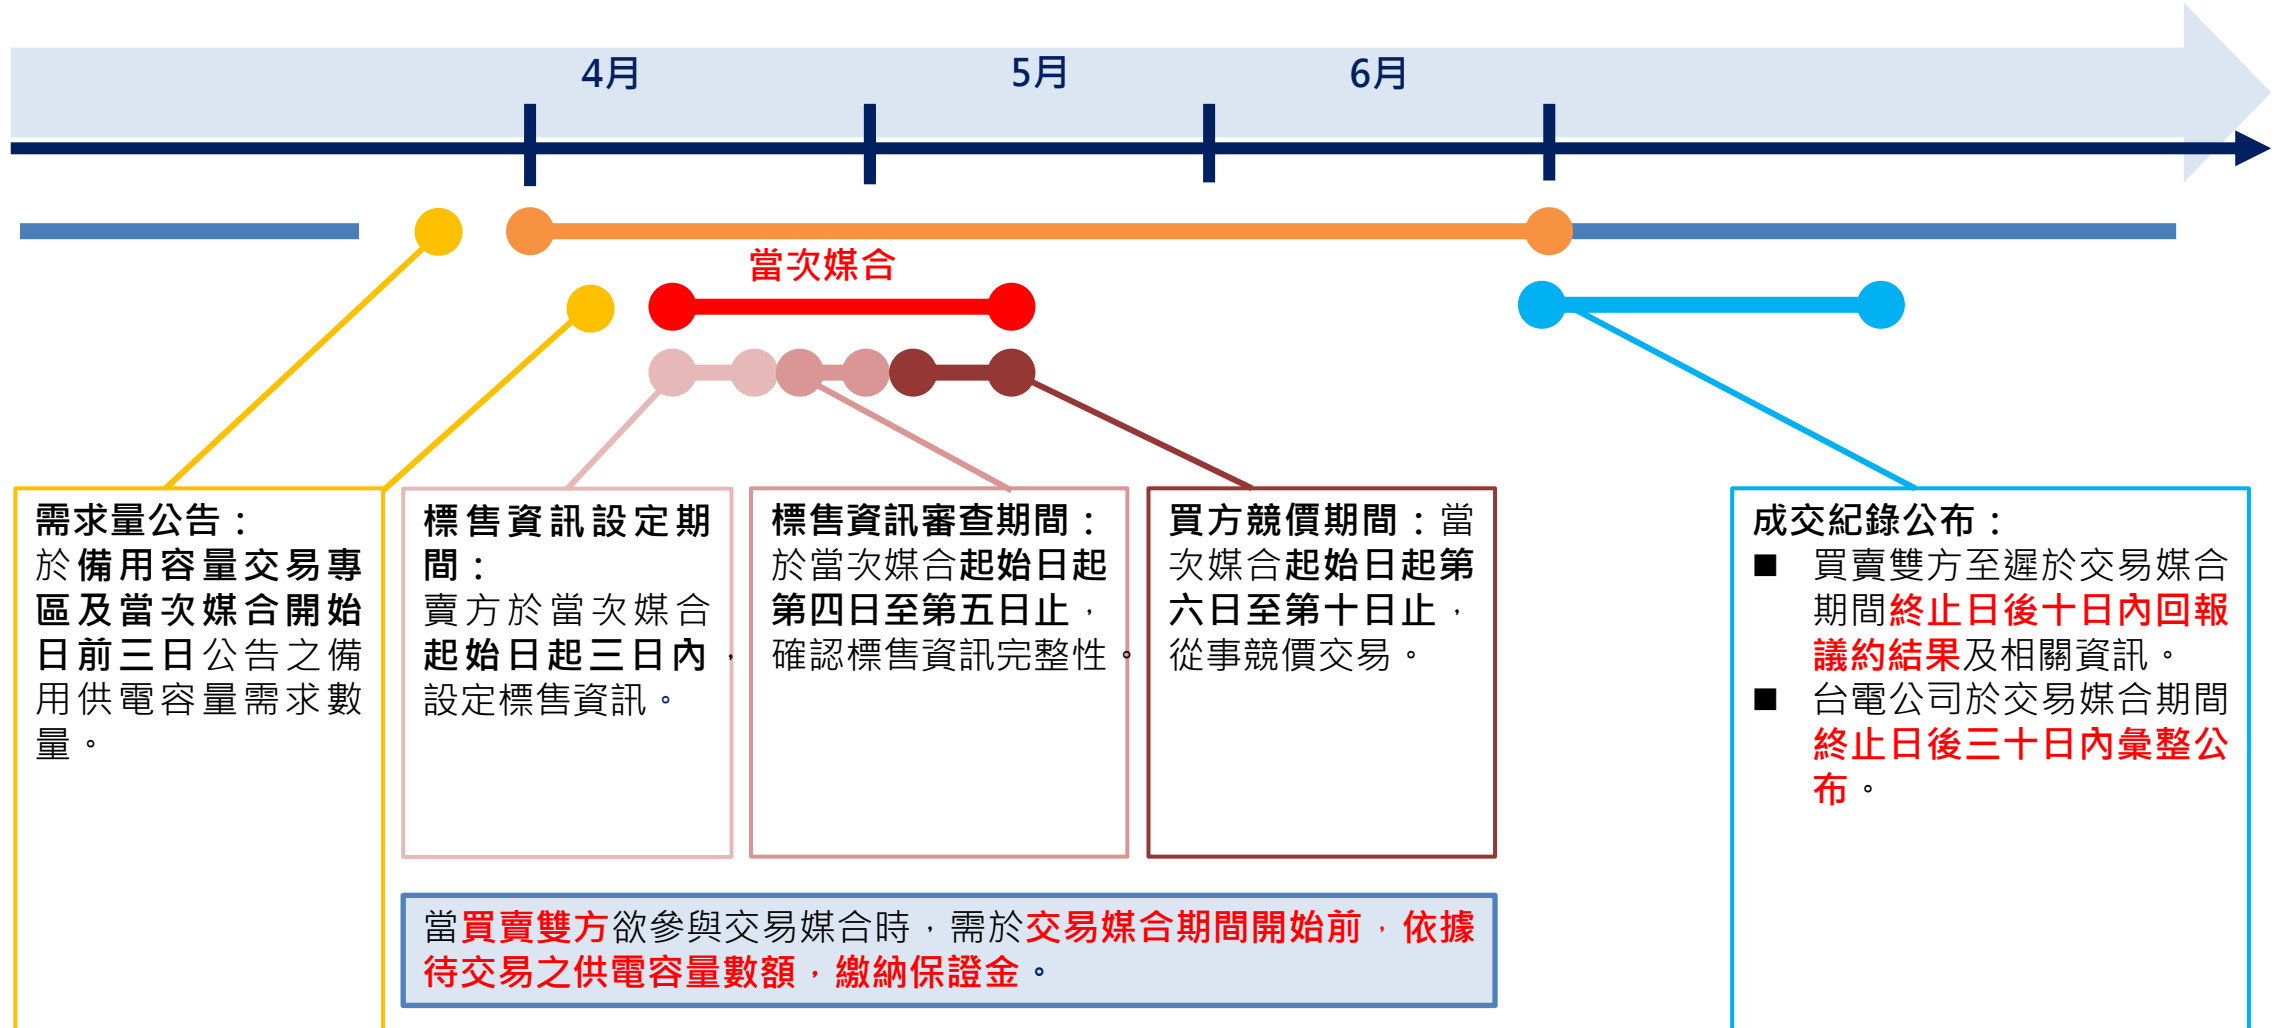 4月
5月
6月
當次媒合
需求量公告：
於備用容量交易專
區及當次媒合開始
日前三日公告之備
用供電容量需求數
量。
標售資訊設定期
間：
賣方於當次媒合
起始日起三日內，
設定標售資訊。
標售資訊審查期間：
於當次媒合起始日起
第四日至第五日止，
確認標售資訊完整性。
買方競價期間：當
次媒合起始日起第
六日至第十日止，
從事競價交易。
成交紀錄公布：
■ 買賣雙方至遲於交易媒合
期間終止日後十日內回報
議約結果及相關資訊。
■ 台電公司於交易媒合期間
終止日後三十日內彙整公
布。
當買賣雙方欲參與交易媒合時，需於交易媒合期間開始前，依據
待交易之供電容量數額，繳納保證金。